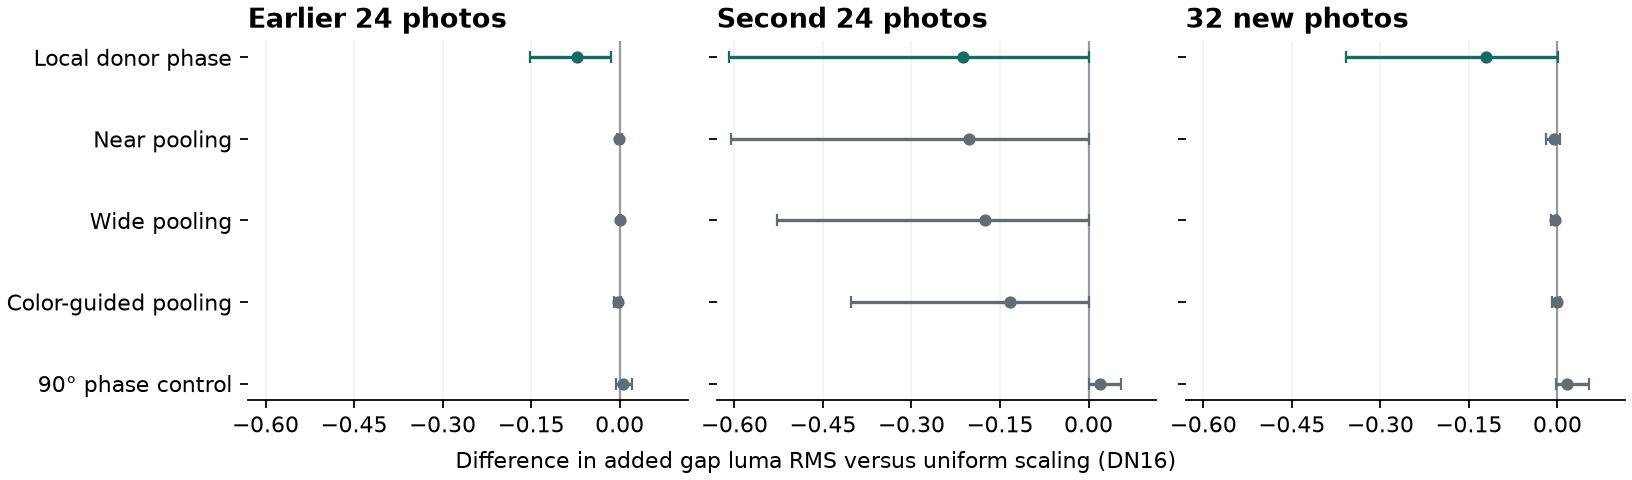 Earlier 24 photos
Second 24 photos
32 new photos
Local donor phase
Near pooling
Wide pooling
Color-guided pooling
90° phase control
−0.60 −0.45 −0.30 −0.15 0.00
−0.60 −0.45 −0.30 −0.15 0.00
−0.60 −0.45 −0.30 −0.15 0.00
Difference in added gap luma RMS versus uniform scaling (DN16)